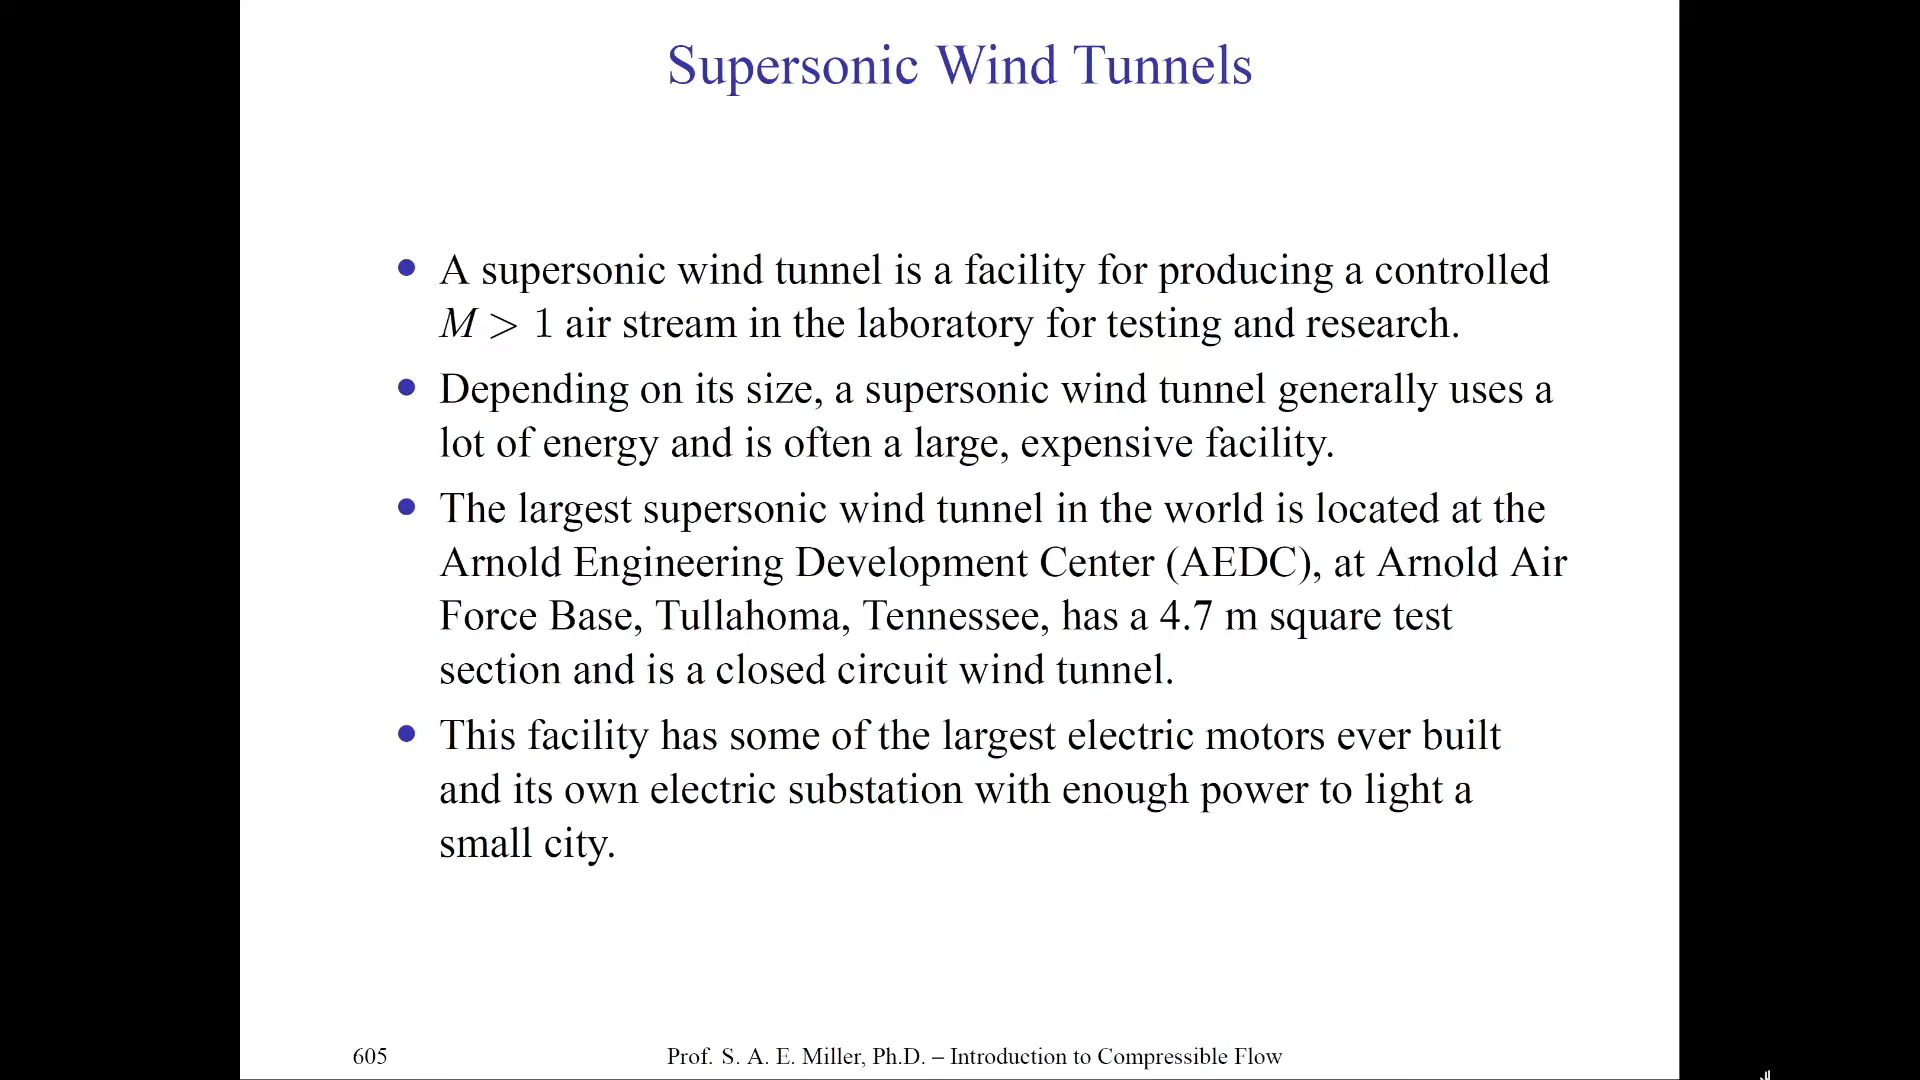 Supersonic Wind Tunnels
• A supersonic wind tunnel is a facility for producing a controlled
M > 1 air stream in the laboratory for testing and research.
• Depending on its size, a supersonic wind tunnel generally uses a
lot of energy and is often a large, expensive facility.
• The largest supersonic wind tunnel in the world is located at the
Arnold Engineering Development Center (AEDC), at Arnold Air
Force Base, Tullahoma, Tennessee, has a 4.7 m square test
section and is a closed circuit wind tunnel.
• This facility has some of the largest electric motors ever built
and its own electric substation with enough power to light a
small city.
605 Prof. S. A. E. Miller, Ph.D. – Introduction to Compressible Flow